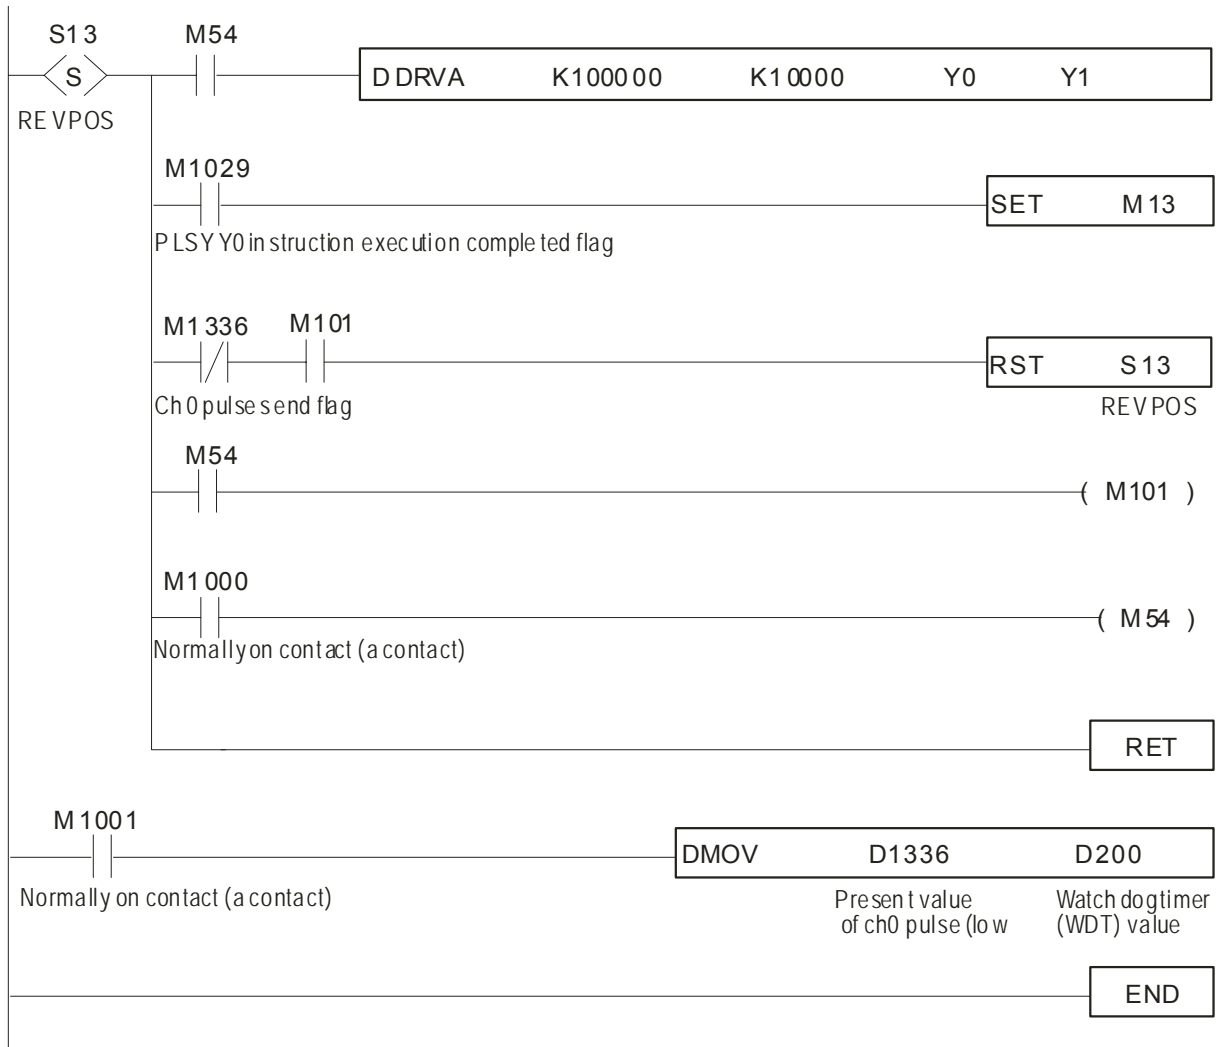 S13 M54
S DDRVA K100000 K10000 Y0 Y1
REVPOS
M1029
SET M13
PLSY Y0 instruction execution completed flag
M1336 M101
RST S13
Ch0 pulse send flag REVPOS
M54
( M101 )
M1000
( M54 )
Normally on contact (a contact)
RET
M1001
DMOV D1336 D200
Normally on contact (a contact) Present value Watch dog timer
of ch0 pulse (low (WDT) value
END